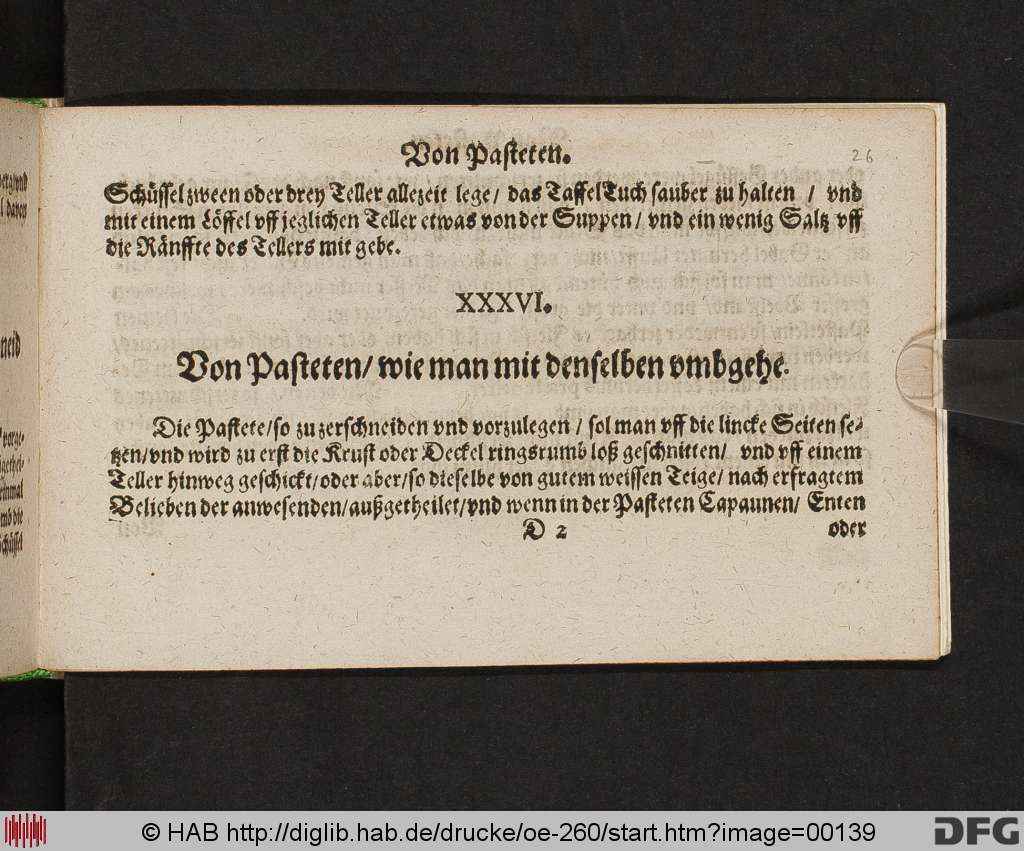 Von Pasteten.
26
Schüssel zween oder drey Teller allezeit lege / das TaffelTuch sauber zu halten / vnd
mit einem Löffel vff jeglichen Teller etwas von der Suppen / vnd ein wenig Saltz vff
die Ränffte des Tellers mit gebe.
XXXVI.
Von Pasteten / wie man mit denselben vmbgehe.
Die Pastete / so zu zerschneiden vnd vorzulegen / sol man vff die lincke Seiten se-
tzen / vnd wird zu erst die Krust oder Deckel ringsrumb loß geschnitten / vnd vff einem
Teller hinweg geschickt / oder aber / so dieselbe von gutem weissen Teige / nach erfragtem
Belieben der anwesenden / außgetheilet / vnd wenn in der Pasteten Capaunen / Enten
D 2
oder
© HAB http://diglib.hab.de/drucke/oe-260/start.htm?image=00139
DFG